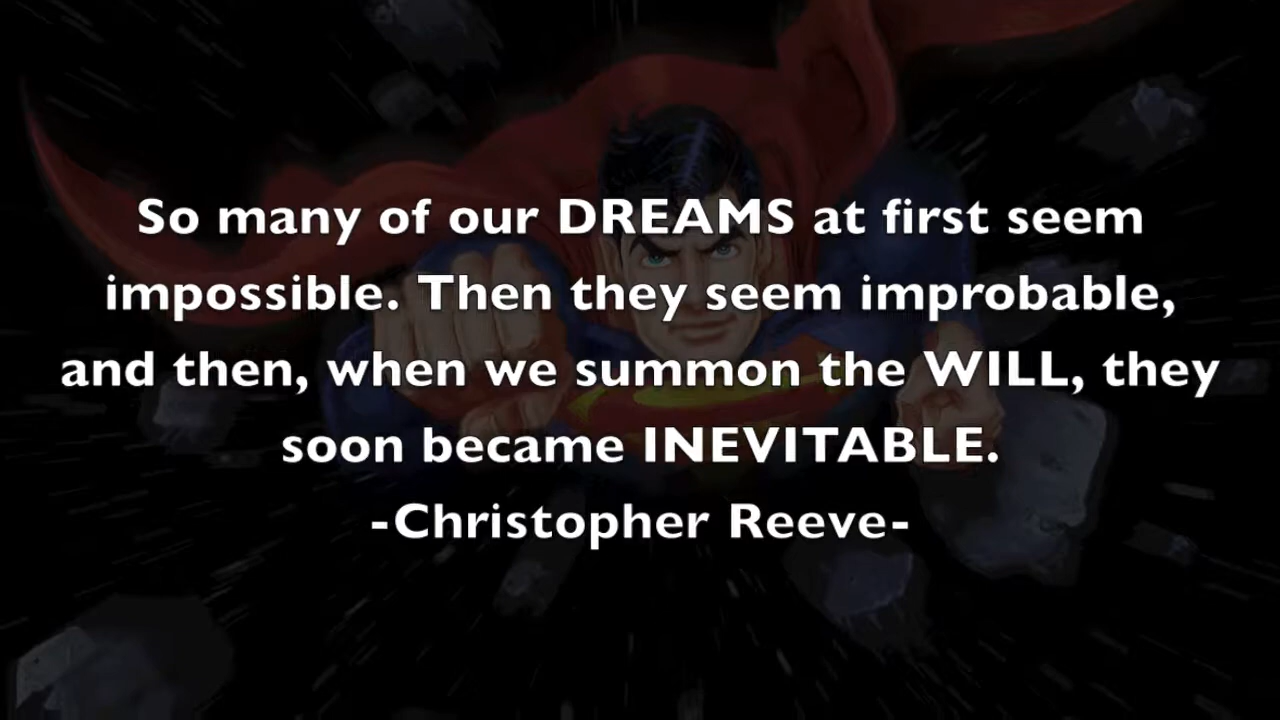 So many of our DREAMS at first seem
impossible. Then they seem improbable,
and then, when we summon the WILL, they
soon became INEVITABLE.
-Christopher Reeve-